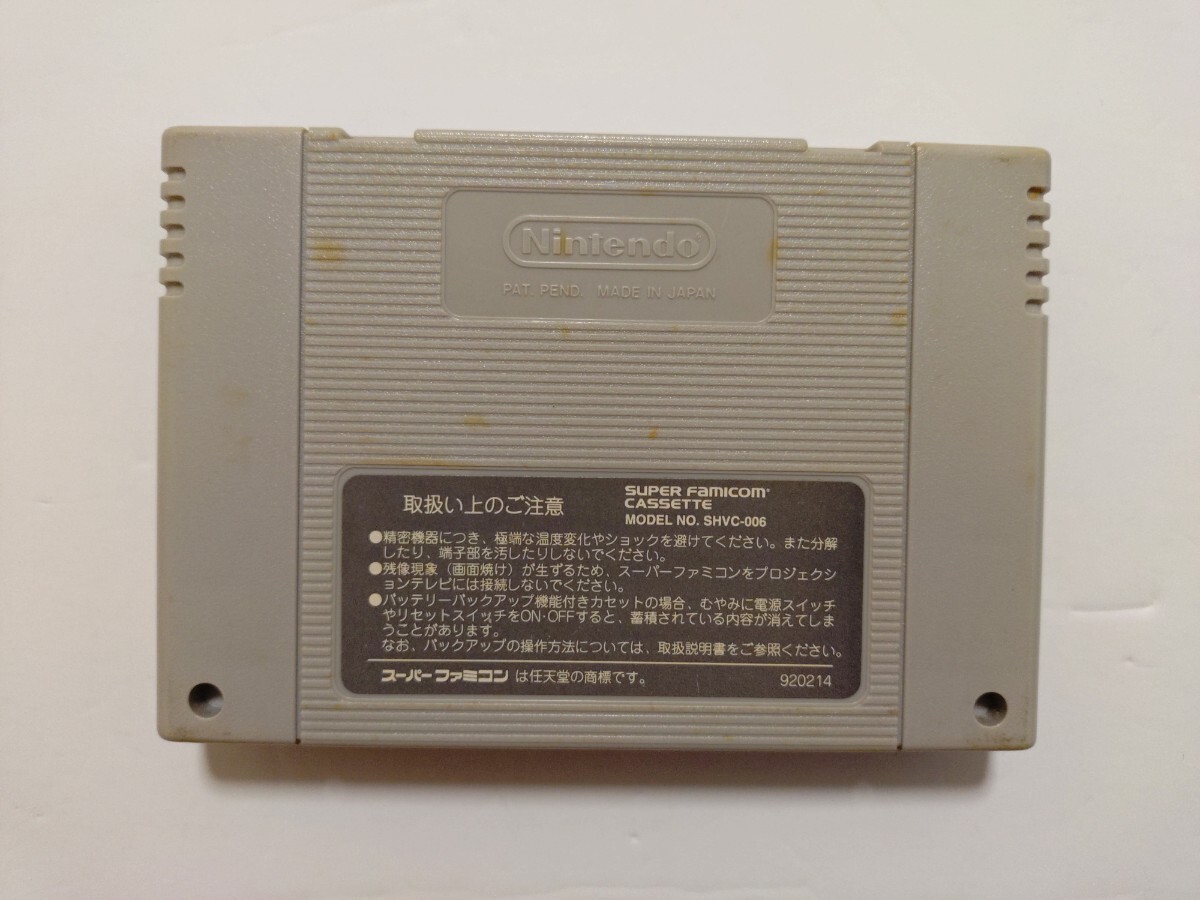 Nintendo
PAT. PEND. MADE IN JAPAN
取扱い上のご注意
SUPER FAMICOM
CASSETTE
MODEL NO. SHVC-006
●精密機器につき、極端な温度変化やショックを避けてください。また分解
したり、端子部を汚したりしないでください。
●残像現象（画面焼け）が生ずるため、スーパーファミコンをプロジェクシ
ョンテレビには接続しないでください。
●バッテリーバックアップ機能付きカセットの場合、むやみに電源スイッチ
やリセットスイッチをON・OFFすると、蓄積されている内容が消えてしま
うことがあります。
なお、バックアップの操作方法については、取扱説明書をご参照ください。
スーパーファミコン は任天堂の商標です。
920214